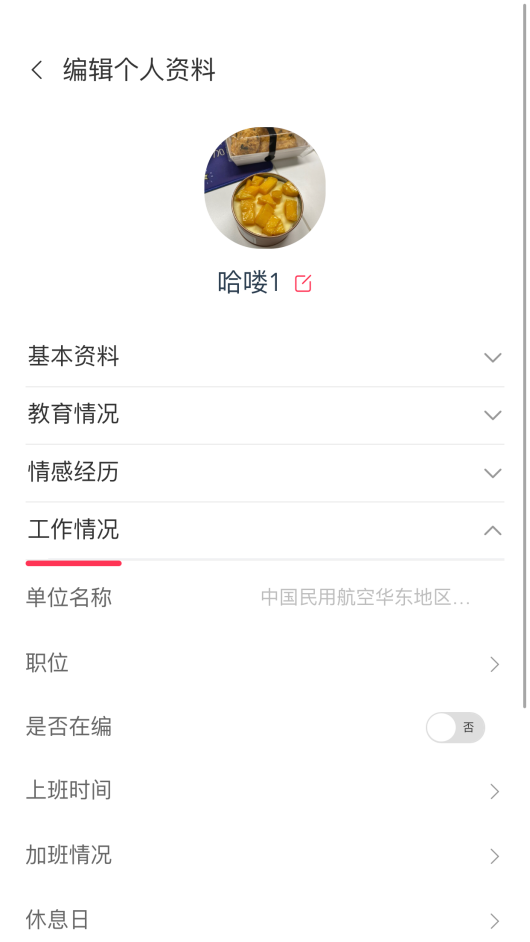 编辑个人资料
哈喽1
基本资料
教育情况
情感经历
工作情况
单位名称 中国民用航空华东地区...
职位
是否在编 否
上班时间
加班情况
休息日